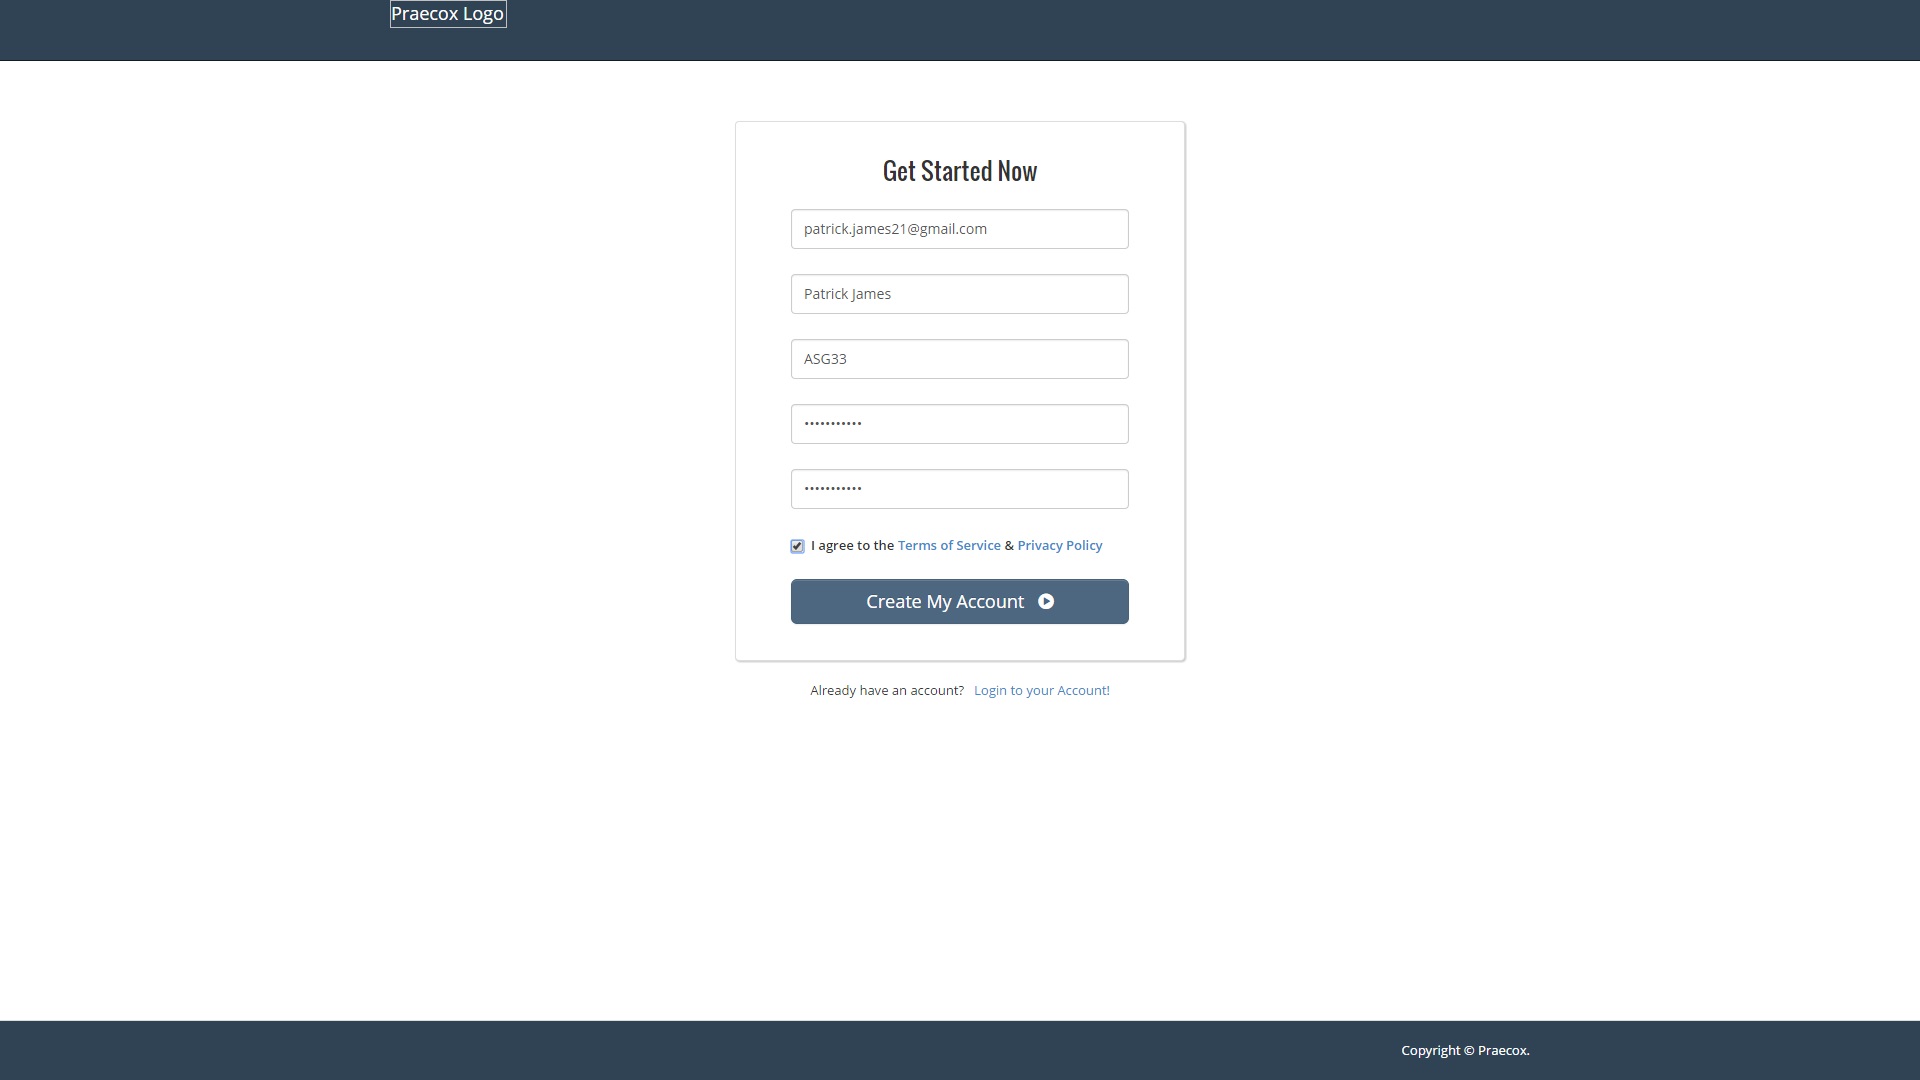 Praecox Logo
Get Started Now
patrick.james21@gmail.com
Patrick James
ASG33
•••••••••••
•••••••••••
I agree to the Terms of Service & Privacy Policy
Create My Account
Already have an account? Login to your Account!
Copyright © Praecox.